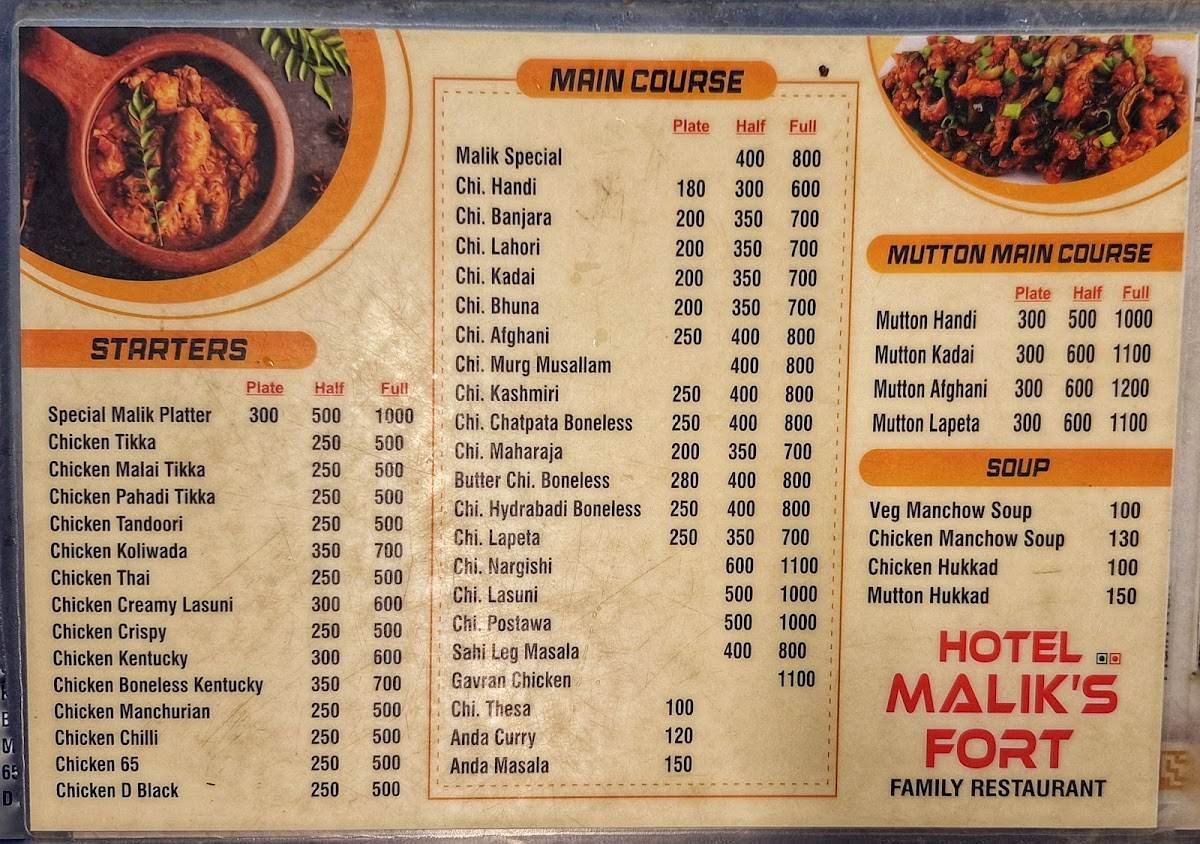 STARTERS
Plate Half Full
Special Malik Platter 300 500 1000
Chicken Tikka 250 500
Chicken Malai Tikka 250 500
Chicken Pahadi Tikka 250 500
Chicken Tandoori 250 500
Chicken Koliwada 350 700
Chicken Thai 250 500
Chicken Creamy Lasuni 300 600
Chicken Crispy 250 500
Chicken Kentucky 300 600
Chicken Boneless Kentucky 350 700
Chicken Manchurian 250 500
Chicken Chilli 250 500
Chicken 65 250 500
Chicken D Black 250 500
MAIN COURSE
Plate Half Full
Malik Special 400 800
Chi. Handi 180 300 600
Chi. Banjara 200 350 700
Chi. Lahori 200 350 700
Chi. Kadai 200 350 700
Chi. Bhuna 200 350 700
Chi. Afghani 250 400 800
Chi. Murg Musallam 400 800
Chi. Kashmiri 250 400 800
Chi. Chatpata Boneless 250 400 800
Chi. Maharaja 200 350 700
Butter Chi. Boneless 280 400 800
Chi. Hydrabadi Boneless 250 400 800
Chi. Lapeta 250 350 700
Chi. Nargishi 600 1100
Chi. Lasuni 500 1000
Chi. Postawa 500 1000
Sahi Leg Masala 400 800
Gavran Chicken 1100
Chi. Thesa 100
Anda Curry 120
Anda Masala 150
MUTTON MAIN COURSE
Plate Half Full
Mutton Handi 300 500 1000
Mutton Kadai 300 600 1100
Mutton Afghani 300 600 1200
Mutton Lapeta 300 600 1100
SOUP
Veg Manchow Soup 100
Chicken Manchow Soup 130
Chicken Hukkad 100
Mutton Hukkad 150
HOTEL
MALIK'S
FORT
FAMILY RESTAURANT